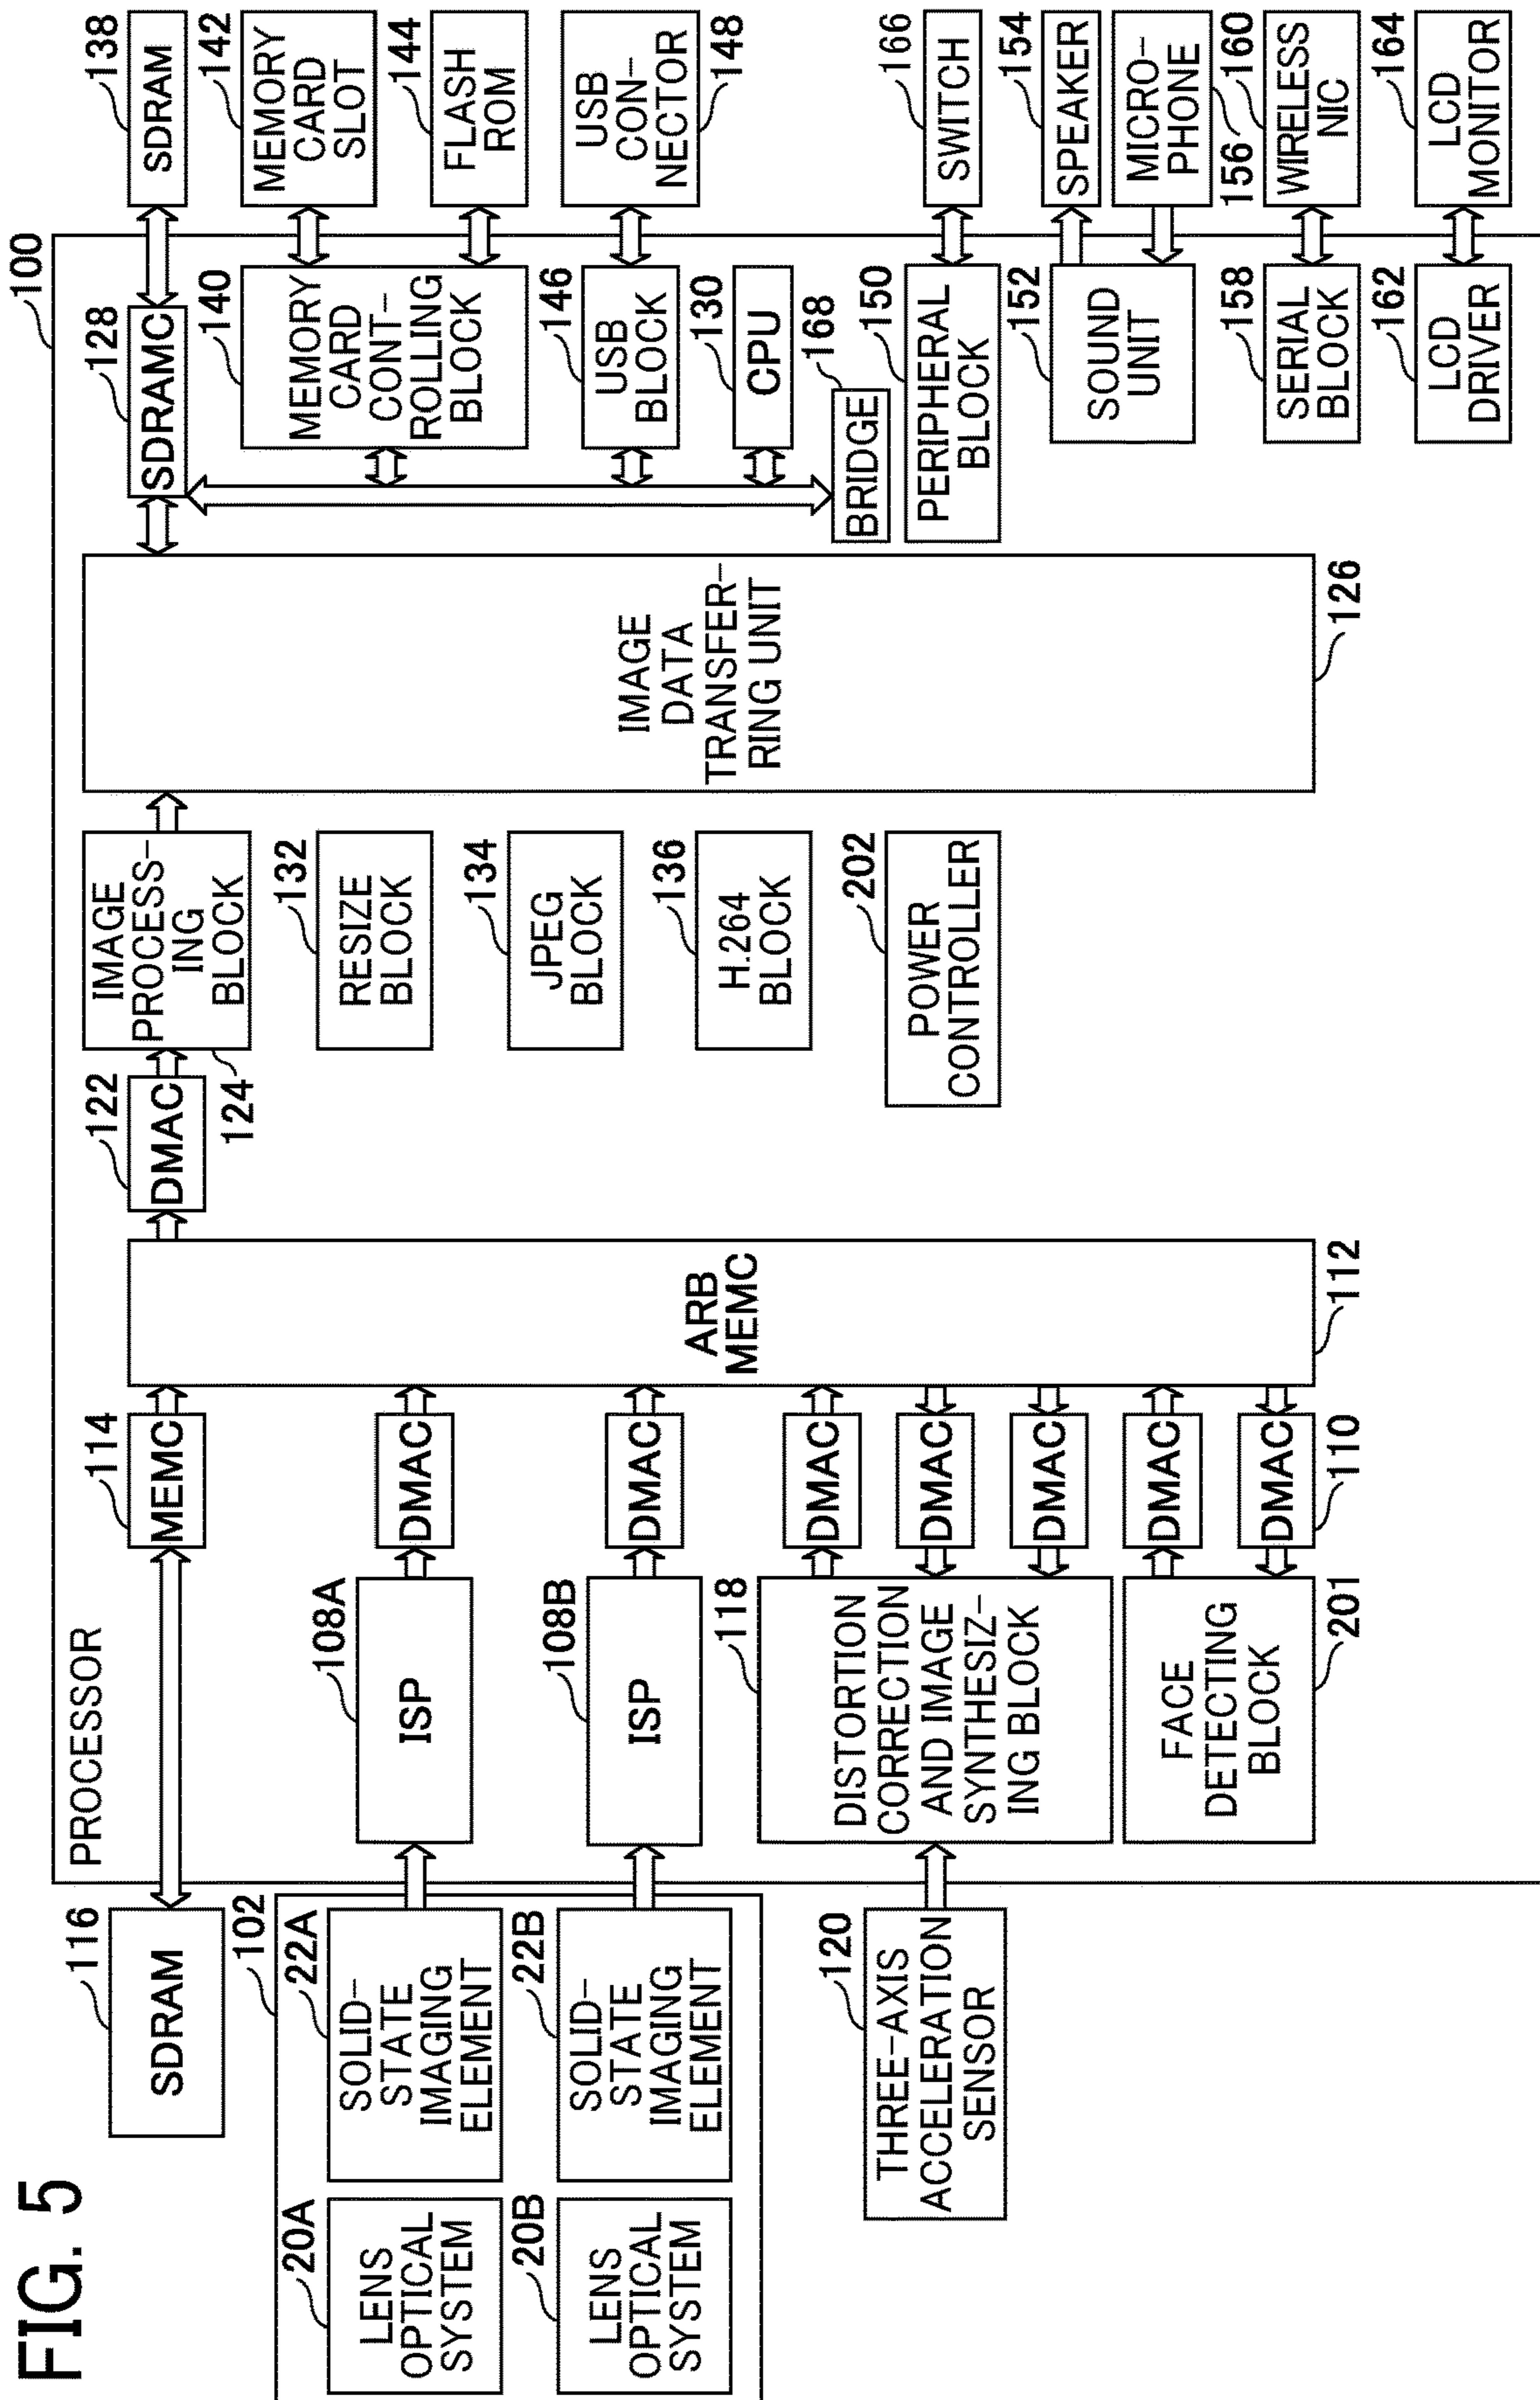 FIG. 5
100
PROCESSOR
116
SDRAM
102
20A
LENS
OPTICAL
SYSTEM
22A
SOLID-
STATE
IMAGING
ELEMENT
20B
LENS
OPTICAL
SYSTEM
22B
SOLID-
STATE
IMAGING
ELEMENT
120
THREE-AXIS
ACCELERATION
SENSOR
114
MEMC
108A
ISP
DMAC
108B
ISP
DMAC
118
DISTORTION
CORRECTION
AND IMAGE
SYNTHESIZ-
ING BLOCK
DMAC
DMAC
DMAC
FACE
DETECTING
BLOCK
201
DMAC
DMAC
110
ARB
MEMC
112
122
DMAC
IMAGE
PROCESS-
ING
BLOCK
124
132
RESIZE
BLOCK
134
JPEG
BLOCK
136
H.264
BLOCK
202
POWER
CONTROLLER
IMAGE
DATA
TRANSFER-
RING UNIT
126
128
SDRAMC
140
MEMORY
CARD
CONT-
ROLLING
BLOCK
146
USB
BLOCK
130
CPU
168
BRIDGE
150
PERIPHERAL
BLOCK
152
SOUND
UNIT
158
SERIAL
BLOCK
162
LCD
DRIVER
138
SDRAM
142
MEMORY
CARD
SLOT
144
FLASH
ROM
USB
CON-
NECTOR
148
166
SWITCH
154
SPEAKER
MICRO-
PHONE
156
160
WIRELESS
NIC
164
LCD
MONITOR